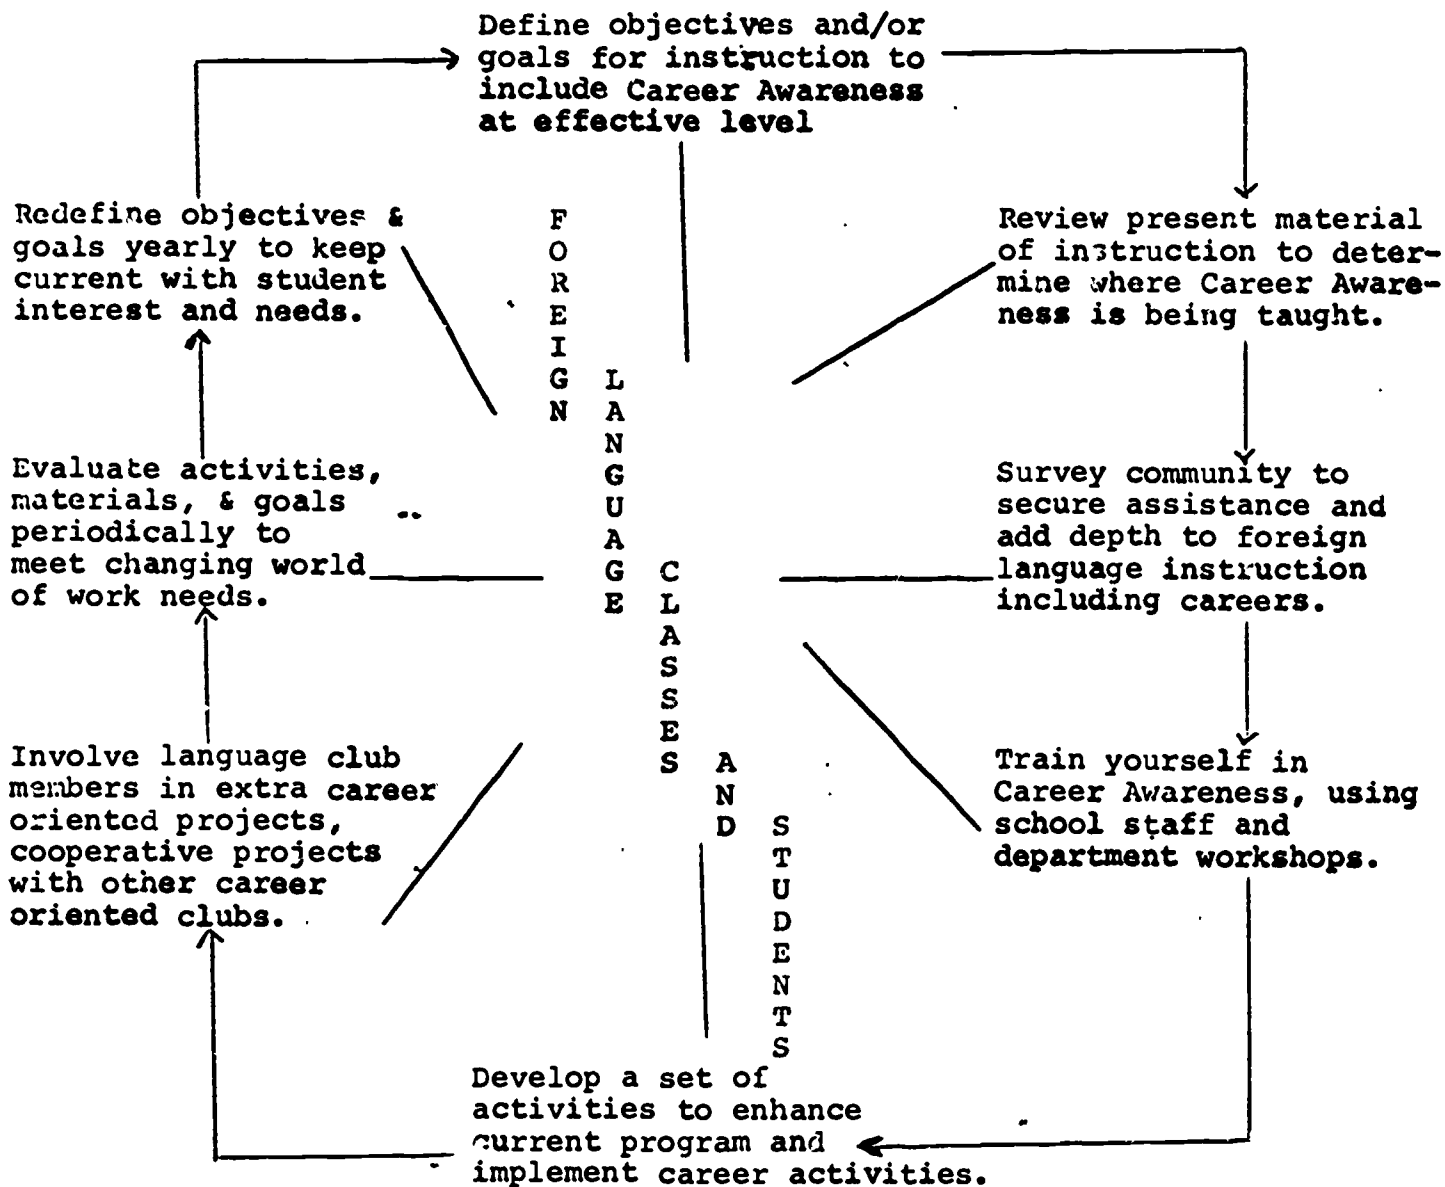 Define objectives and/or
goals for instruction to
include Career Awareness
at effective level
Review present material
of instruction to deter-
mine where Career Aware-
ness is being taught.
Survey community to
secure assistance and
add depth to foreign
language instruction
including careers.
Train yourself in
Career Awareness, using
school staff and
department workshops.
Develop a set of
activities to enhance
current program and
implement career activities.
Involve language club
members in extra career
oriented projects,
cooperative projects
with other career
oriented clubs.
Evaluate activities,
materials, & goals
periodically to
meet changing world
of work needs.
Redefine objectives &
goals yearly to keep
current with student
interest and needs.
FOREIGN
LANGUAGE
CLASSES
AND
STUDENTS